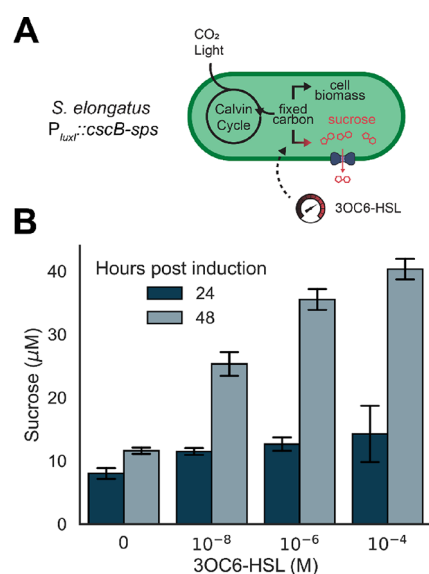 A
CO₂
Light
S. elongatus
P_luxI::cscB-sps
Calvin
Cycle
fixed
carbon
cell
biomass
sucrose
3OC6-HSL
B
Hours post induction
24
48
Sucrose (μM)
40
30
20
10
0
0
10⁻⁸
10⁻⁶
10⁻⁴
3OC6-HSL (M)